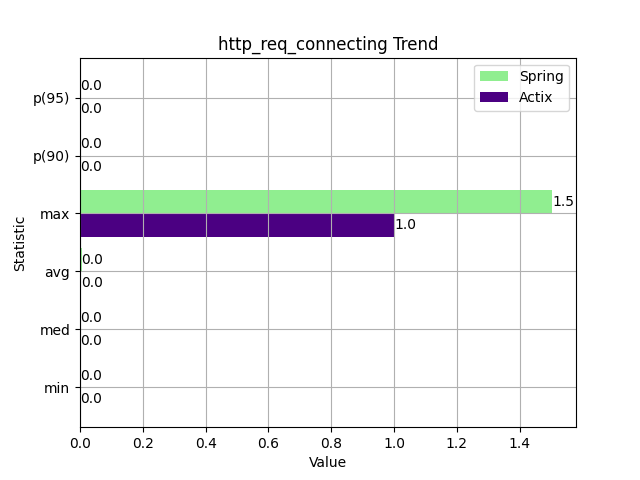 http_req_connecting Trend
Spring
Actix
p(95)
0.0
0.0
p(90)
0.0
0.0
max
1.5
1.0
avg
0.0
0.0
med
0.0
0.0
min
0.0
0.0
Statistic
0.0 0.2 0.4 0.6 0.8 1.0 1.2 1.4
Value